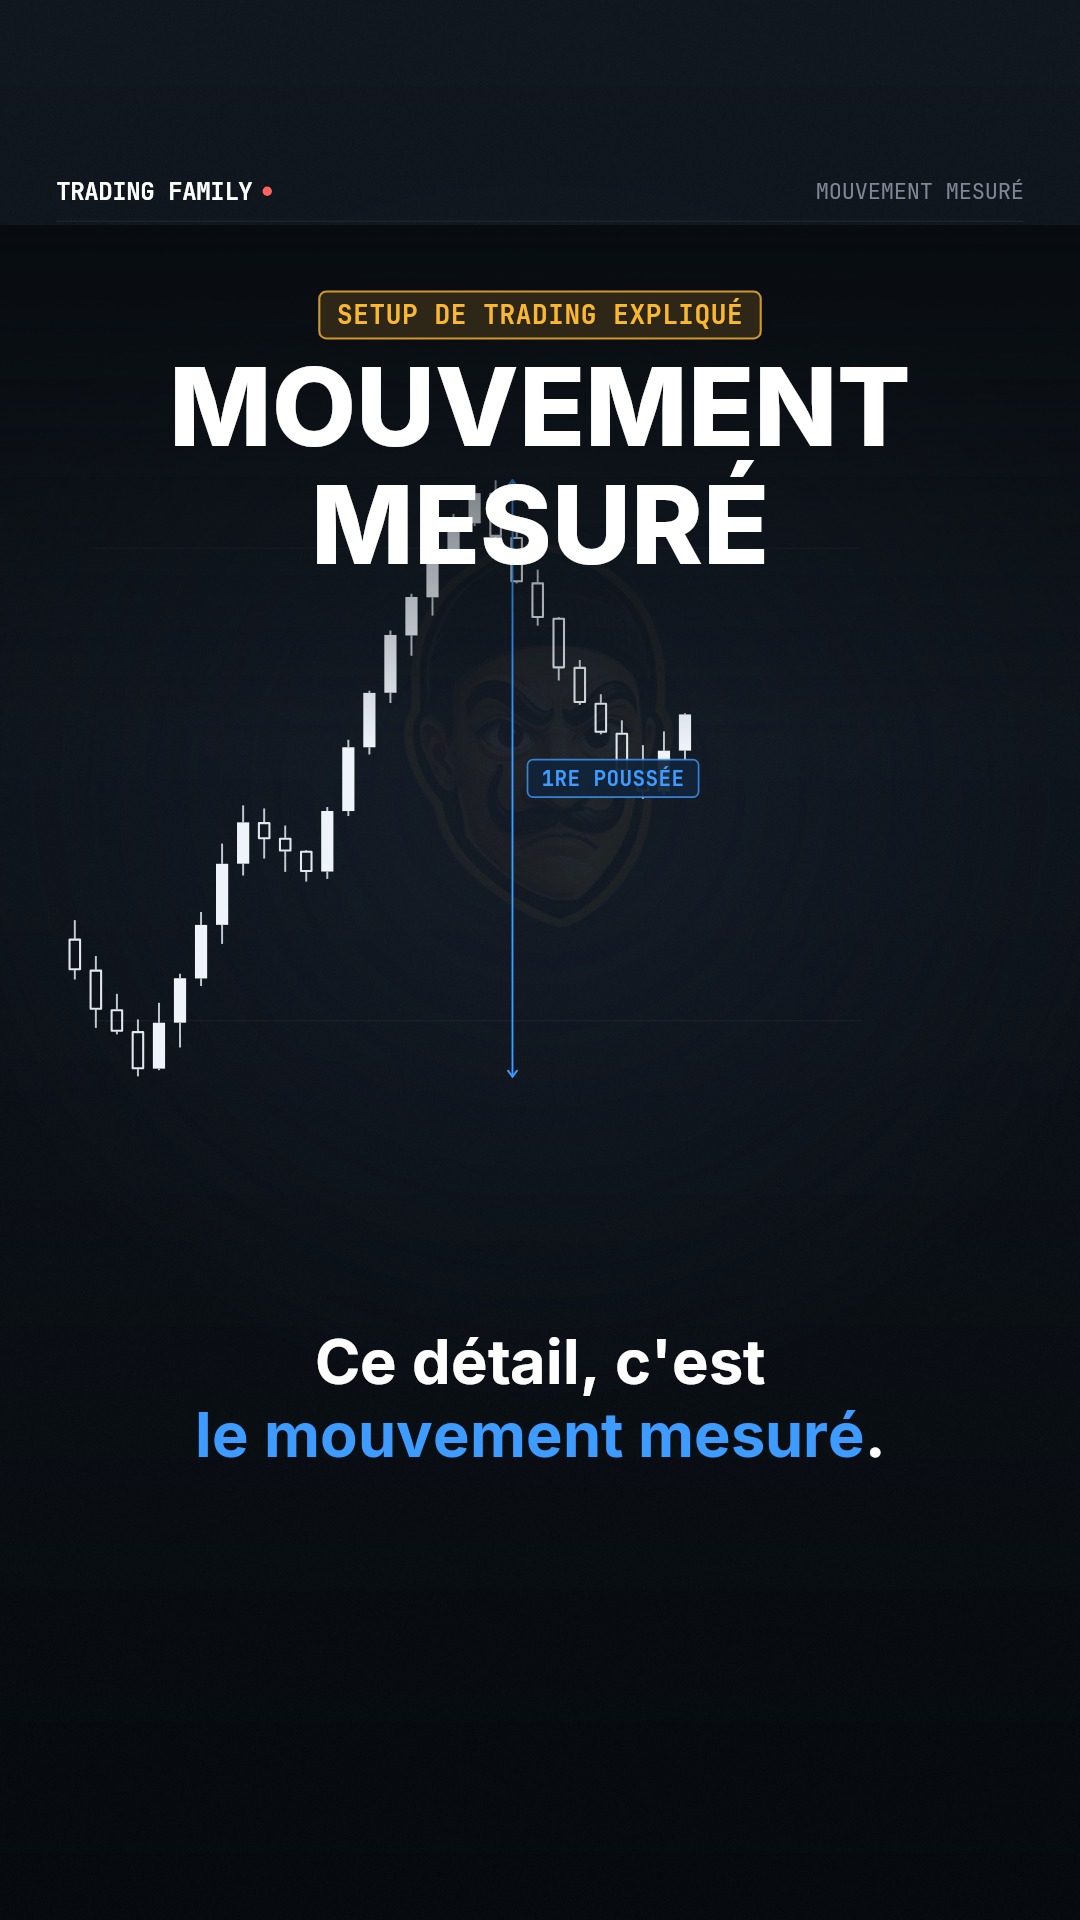 TRADING FAMILY
MOUVEMENT MESURÉ
SETUP DE TRADING EXPLIQUÉ
MOUVEMENT
MESURÉ
1RE POUSSÉE
Ce détail, c'est
le mouvement mesuré.